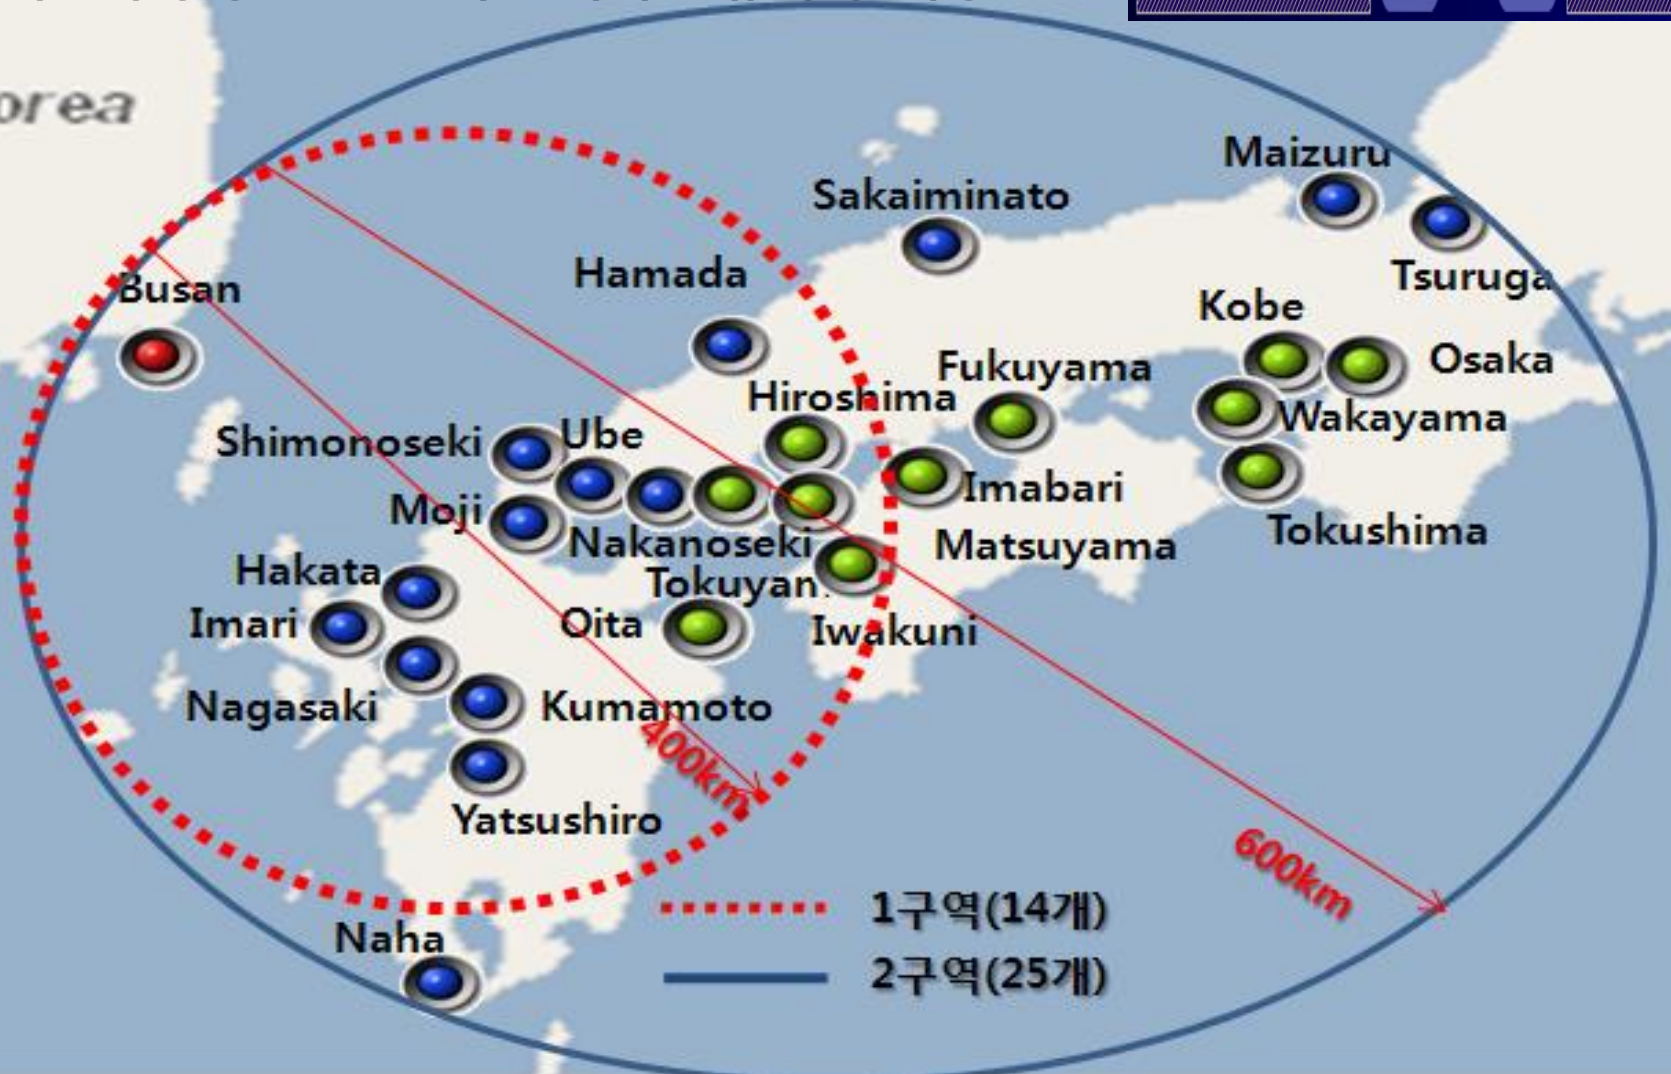 orea
Maizuru
Sakaiminato
Hamada
Tsuruga
Busan
Kobe
Osaka
Fukuyama
Hiroshima
Wakayama
Shimonoseki
Ube
Imabari
Moji
Nakanoseki
Matsuyama
Tokushima
Hakata
Tokuyam
Imari
Oita
Iwakuni
Nagasaki
Kumamoto
400km
Yatsushiro
600km
1구역(14개)
Naha
2구역(25개)